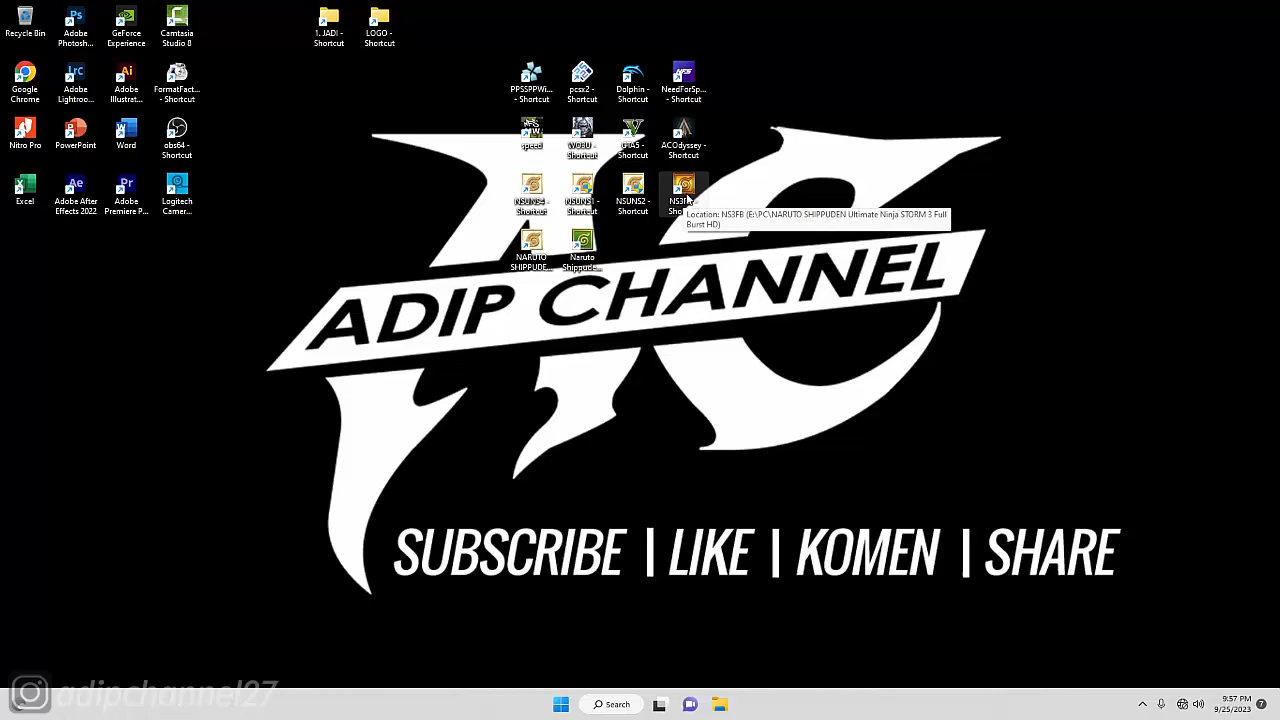 Recycle Bin
Adobe
Photosh...
GeForce
Experience
Camtasia
Studio 8
1. JADI -
Shortcut
LOGO -
Shortcut
Google
Chrome
Adobe
Lightroo...
Adobe
Illustrat...
FormatFact...
- Shortcut
PPSSPPWi...
- Shortcut
pcsx2 -
Shortcut
Dolphin -
Shortcut
NeedForSp...
- Shortcut
Nitro Pro
PowerPoint
Word
obs64 -
Shortcut
speed
Shortcut
GTA5 -
Shortcut
ACOdyssey -
Shortcut
Excel
Adobe After
Effects 2022
Adobe
Premiere P...
Logitech
Camer...
NSUNS4 -
Shortcut
NSUNS1 -
Shortcut
NSUNS2 -
Shortcut
Location: NS3FB (E:\PC\NARUTO SHIPPUDEN Ultimate Ninja STORM 3 Full
Burst HD)
NARUTO
SHIPPUDE...
Naruto
Shippude...
ADIP CHANNEL
SUBSCRIBE | LIKE | KOMEN | SHARE
adipchannel27
Search
9:57 PM
9/25/2023